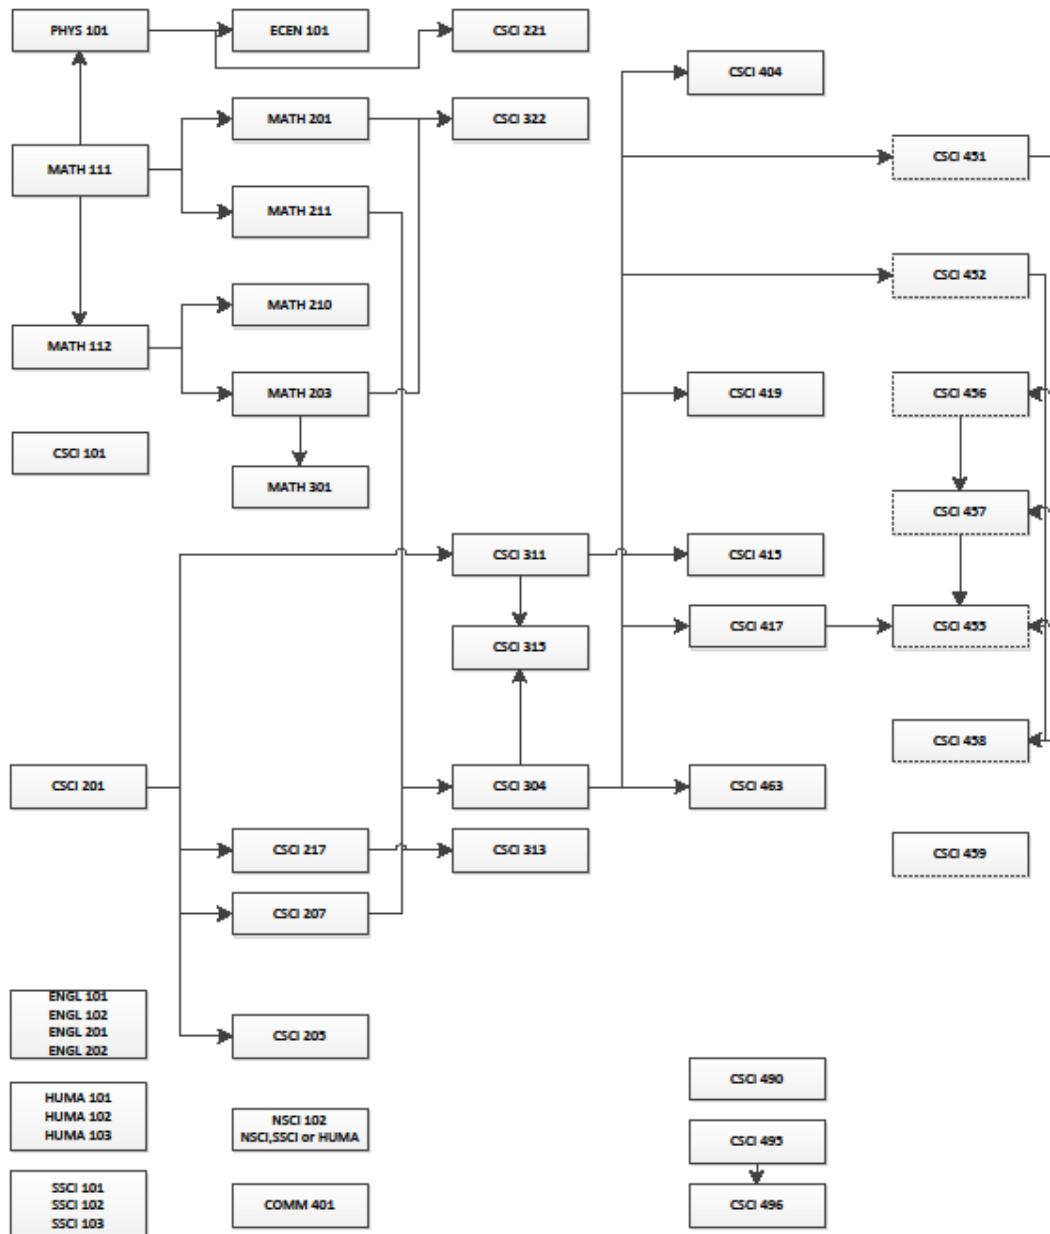 PHYS 101
ECEN 101
CSCI 221
CSCI 404
MATH 201
CSCI 322
MATH 111
CSCI 451
MATH 211
CSCI 452
MATH 210
MATH 112
MATH 203
CSCI 419
CSCI 456
CSCI 101
MATH 301
CSCI 457
CSCI 311
CSCI 415
CSCI 315
CSCI 417
CSCI 455
CSCI 458
CSCI 201
CSCI 304
CSCI 463
CSCI 217
CSCI 313
CSCI 459
CSCI 207
ENGL 101
ENGL 102
ENGL 201
ENGL 202
CSCI 205
CSCI 490
HUMA 101
HUMA 102
HUMA 103
NSCI 102
NSCI,SSCI or HUMA
CSCI 495
SSCI 101
SSCI 102
SSCI 103
COMM 401
CSCI 496